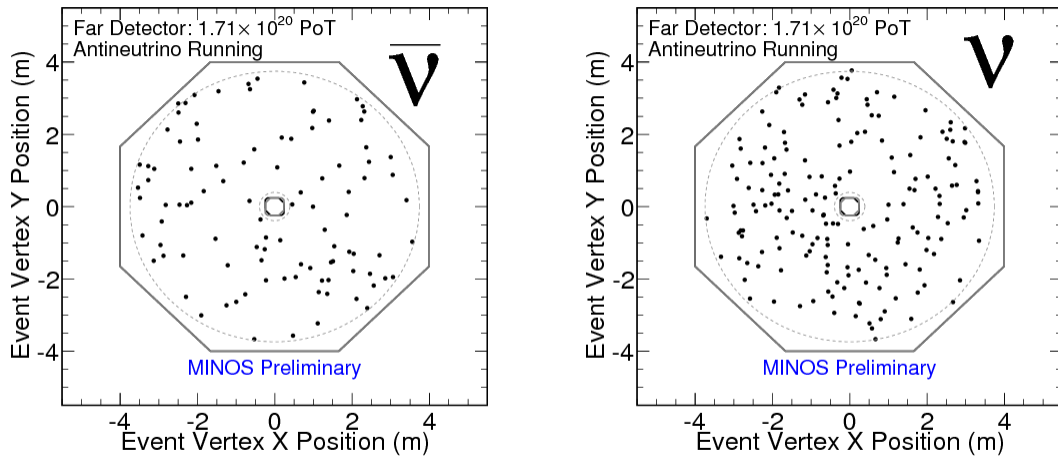 Far Detector: 1.71× 10²⁰ PoT
Antineutrino Running
ν̅
Event Vertex Y Position (m)
4
2
0
-2
-4
MINOS Preliminary
-4 -2 0 2 4
Event Vertex X Position (m)
Far Detector: 1.71× 10²⁰ PoT
Antineutrino Running
ν
Event Vertex Y Position (m)
4
2
0
-2
-4
MINOS Preliminary
-4 -2 0 2 4
Event Vertex X Position (m)